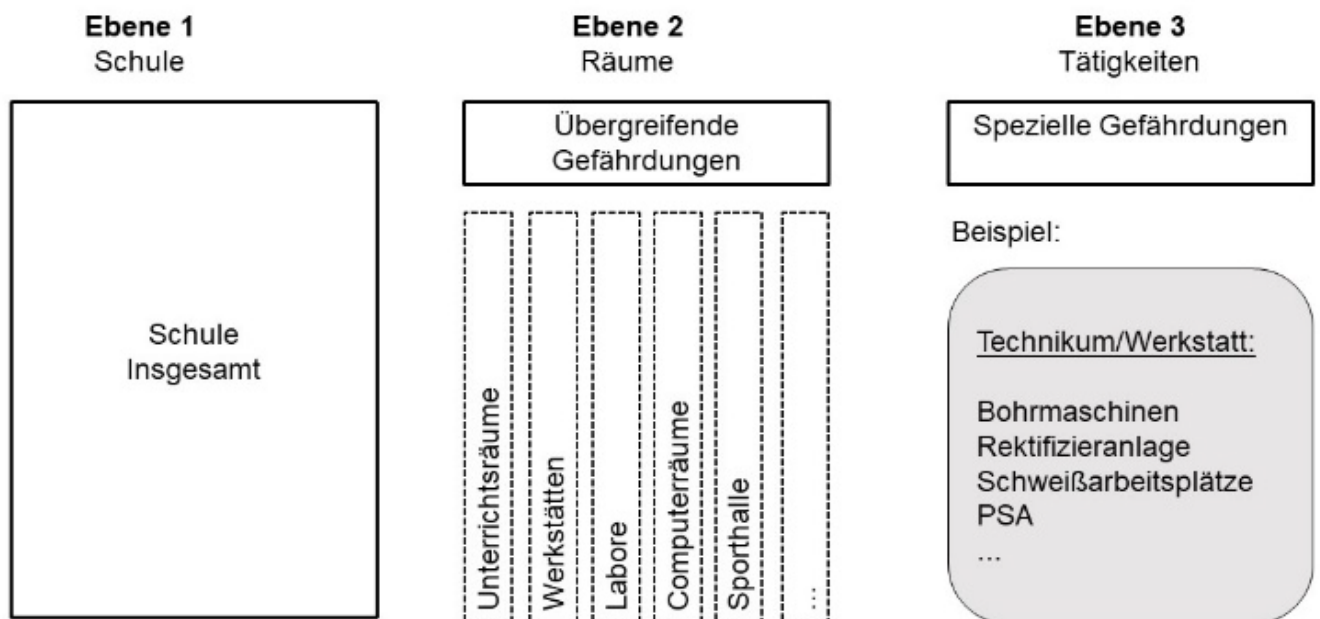 Ebene 1
Schule
Schule
Insgesamt
Ebene 2
Räume
Übergreifende
Gefährdungen
Unterrichtsräume
Werkstätten
Labore
Computerräume
Sporthalle
...
Ebene 3
Tätigkeiten
Spezielle Gefährdungen
Beispiel:
Technikum/Werkstatt:
Bohrmaschinen
Rektifizieranlage
Schweißarbeitsplätze
PSA
...